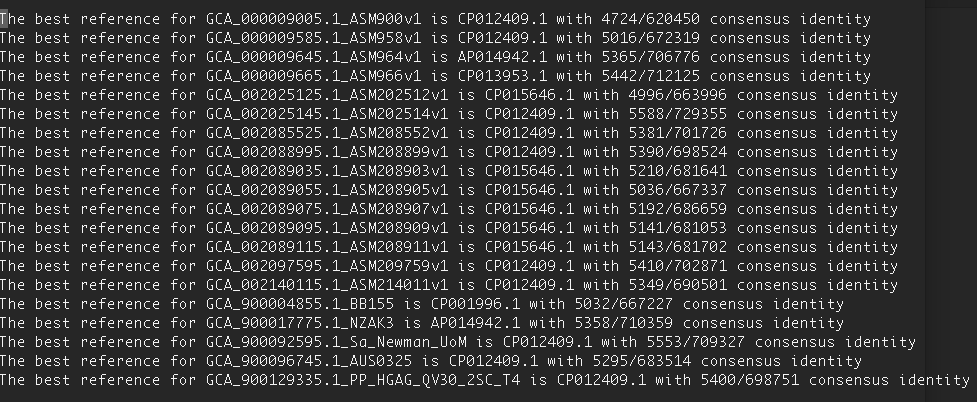 The best reference for GCA_000009005.1_ASM900v1 is CP012409.1 with 4724/620450 consensus identity
The best reference for GCA_000009585.1_ASM958v1 is CP012409.1 with 5016/672319 consensus identity
The best reference for GCA_000009645.1_ASM964v1 is AP014942.1 with 5365/706776 consensus identity
The best reference for GCA_000009665.1_ASM966v1 is CP013953.1 with 5442/712125 consensus identity
The best reference for GCA_002025125.1_ASM202512v1 is CP015646.1 with 4996/663996 consensus identity
The best reference for GCA_002025145.1_ASM202514v1 is CP012409.1 with 5588/729355 consensus identity
The best reference for GCA_002085525.1_ASM208552v1 is CP012409.1 with 5381/701726 consensus identity
The best reference for GCA_002088995.1_ASM208899v1 is CP012409.1 with 5390/698524 consensus identity
The best reference for GCA_002089035.1_ASM208903v1 is CP012409.1 with 5210/681641 consensus identity
The best reference for GCA_002089055.1_ASM208905v1 is CP015646.1 with 5036/667337 consensus identity
The best reference for GCA_002089075.1_ASM208907v1 is CP015646.1 with 5192/686659 consensus identity
The best reference for GCA_002089095.1_ASM208909v1 is CP015646.1 with 5141/681053 consensus identity
The best reference for GCA_002089115.1_ASM208911v1 is CP015646.1 with 5143/681702 consensus identity
The best reference for GCA_002097595.1_ASM209759v1 is CP012409.1 with 5410/702871 consensus identity
The best reference for GCA_002140115.1_ASM214011v1 is CP012409.1 with 5349/690501 consensus identity
The best reference for GCA_900004855.1_BB155 is CP001996.1 with 5032/667227 consensus identity
The best reference for GCA_900017775.1_NZAK3 is AP014942.1 with 5358/710359 consensus identity
The best reference for GCA_900092595.1_Sa_Newman_UoM is CP012409.1 with 5553/709327 consensus identity
The best reference for GCA_900096745.1_AUS0325 is CP012409.1 with 5295/683514 consensus identity
The best reference for GCA_900129335.1_PP_HGAG_QV30_2SC_T4 is CP012409.1 with 5400/698751 consensus identity